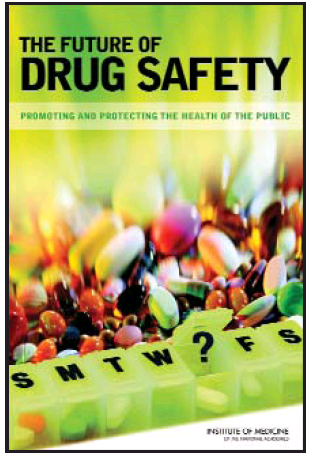 THE FUTURE OF
DRUG SAFETY
PROMOTING AND PROTECTING THE HEALTH OF THE PUBLIC
S M T W ? F S
INSTITUTE OF MEDICINE
OF THE NATIONAL ACADEMIES